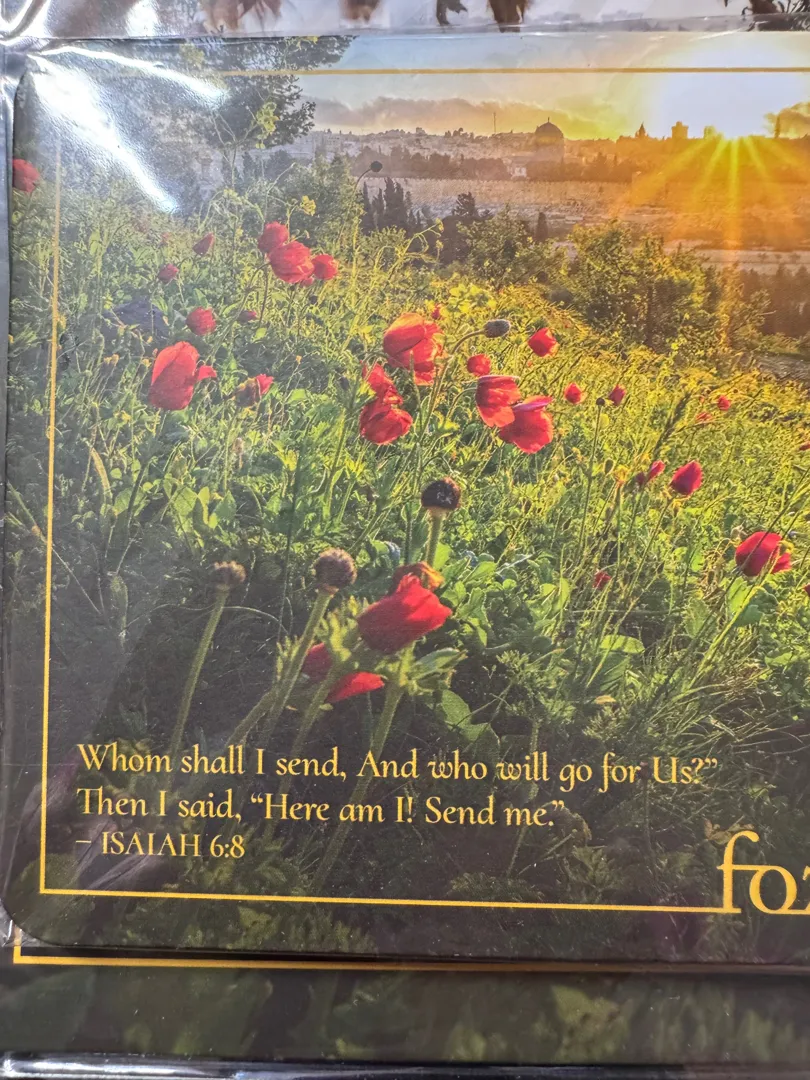 Whom shall I send, And who will go for Us?”
Then I said, “Here am I! Send me.”
– ISAIAH 6:8